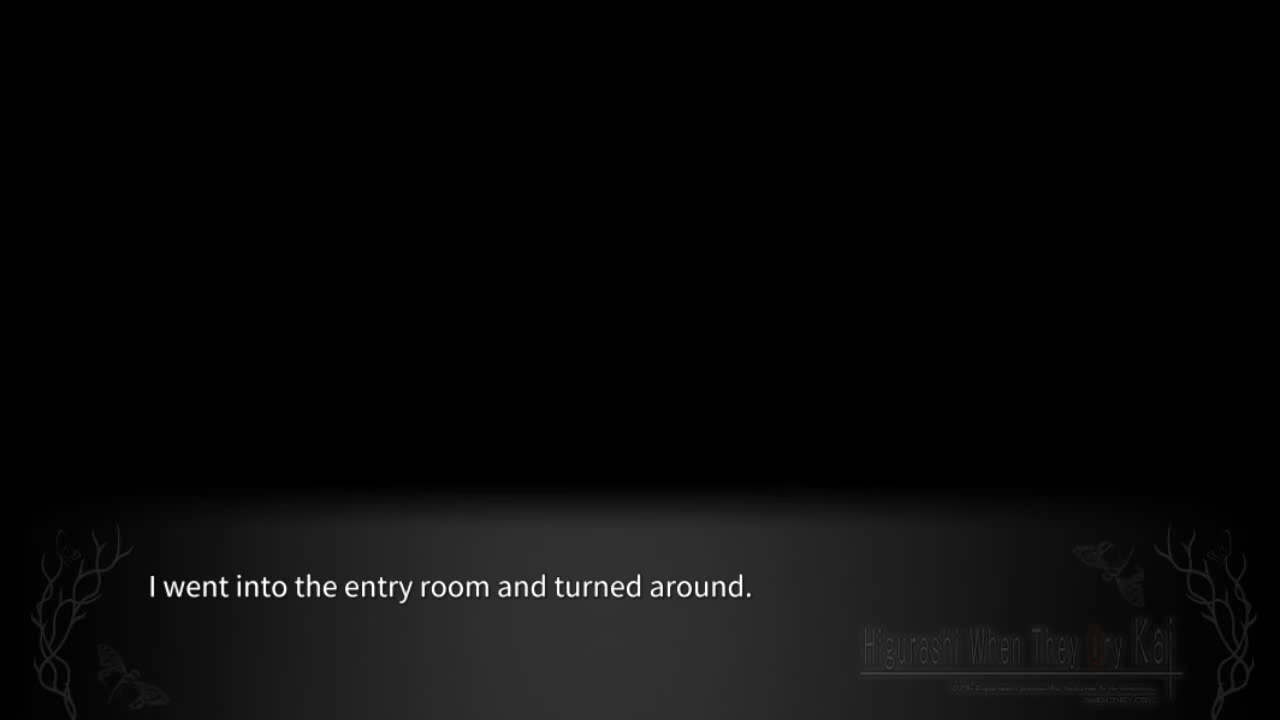 I went into the entry room and turned around.
Higurashi When They Cry Kai